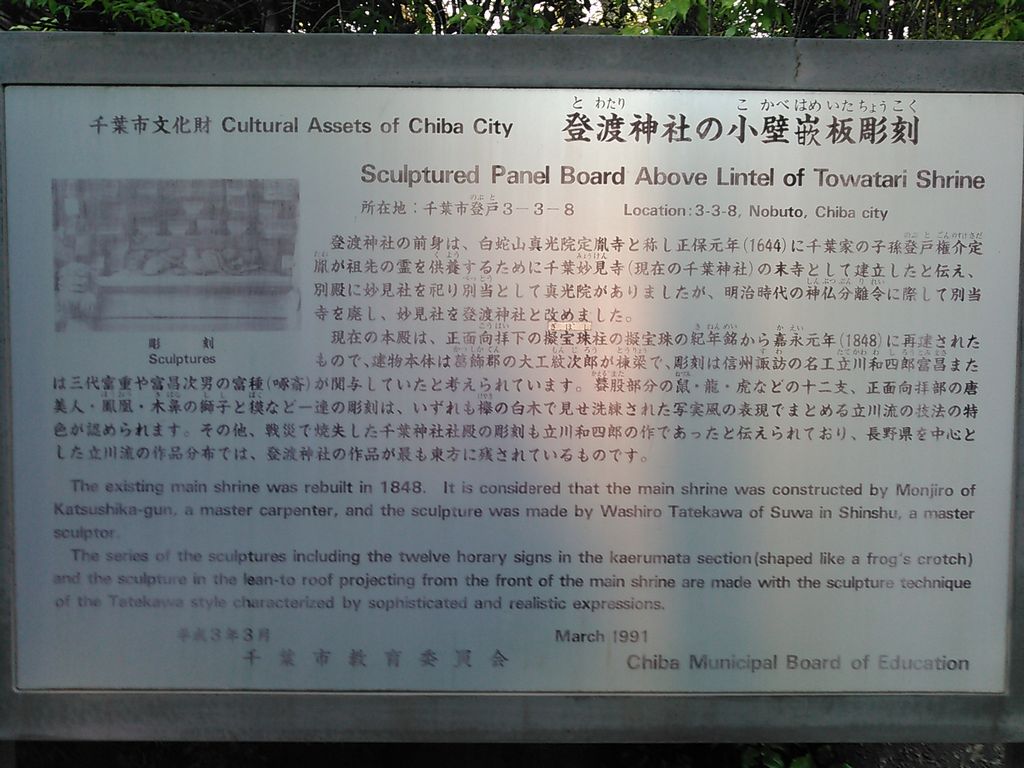 千葉市文化財 Cultural Assets of Chiba City
と わたり こ かべ はめ いた ちょう こく
登渡神社の小壁嵌板彫刻
Sculptured Panel Board Above Lintel of Towatari Shrine
のぶ と
所在地：千葉市登戸3－3－8 Location:3-3-8, Nobuto, Chiba city
登渡神社の前身は、白蛇山真光院定胤寺と称し正保元年(1644)に千葉家の子孫登戸権介定
胤が祖先の霊を供養するために千葉妙見寺(現在の千葉神社)の末寺として建立したと伝え、
別殿に妙見社を祀り別当として真光院がありましたが、明治時代の神仏分離令に際して別当
寺を廃し、妙見社を登渡神社と改めました。
現在の本殿は、正面向拝下の擬宝珠柱の擬宝珠の紀年銘から嘉永元年(1848)に再建された
もので、建物本体は葛飾郡の大工紋次郎が棟梁で、彫刻は信州諏訪の名工立川和四郎富昌また
は三代富重や富昌次男の富種(啄斎)が関与していたと考えられています。蟇股部分の鼠・龍・虎などの十二支、正面向拝部の唐
美人・鳳凰・木鼻の獅子と獏など一連の彫刻は、いずれも欅の白木で見せ洗練された写実風の表現でまとめる立川流の技法の特
色が認められます。その他、戦災で焼失した千葉神社社殿の彫刻も立川和四郎の作であったと伝えられており、長野県を中心と
した立川流の作品分布では、登渡神社の作品が最も東方に残されているものです。
彫 刻
Sculptures
The existing main shrine was rebuilt in 1848. It is considered that the main shrine was constructed by Monjiro of
Katsushika-gun, a master carpenter, and the sculpture was made by Washiro Tatekawa of Suwa in Shinshu, a master
sculptor.
The series of the sculptures including the twelve horary signs in the kaerumata section(shaped like a frog's crotch)
and the sculpture in the lean-to roof projecting from the front of the main shrine are made with the sculpture technique
of the Tatekawa style characterized by sophisticated and realistic expressions.
平成3年3月 March 1991
千葉市教育委員会 Chiba Municipal Board of Education